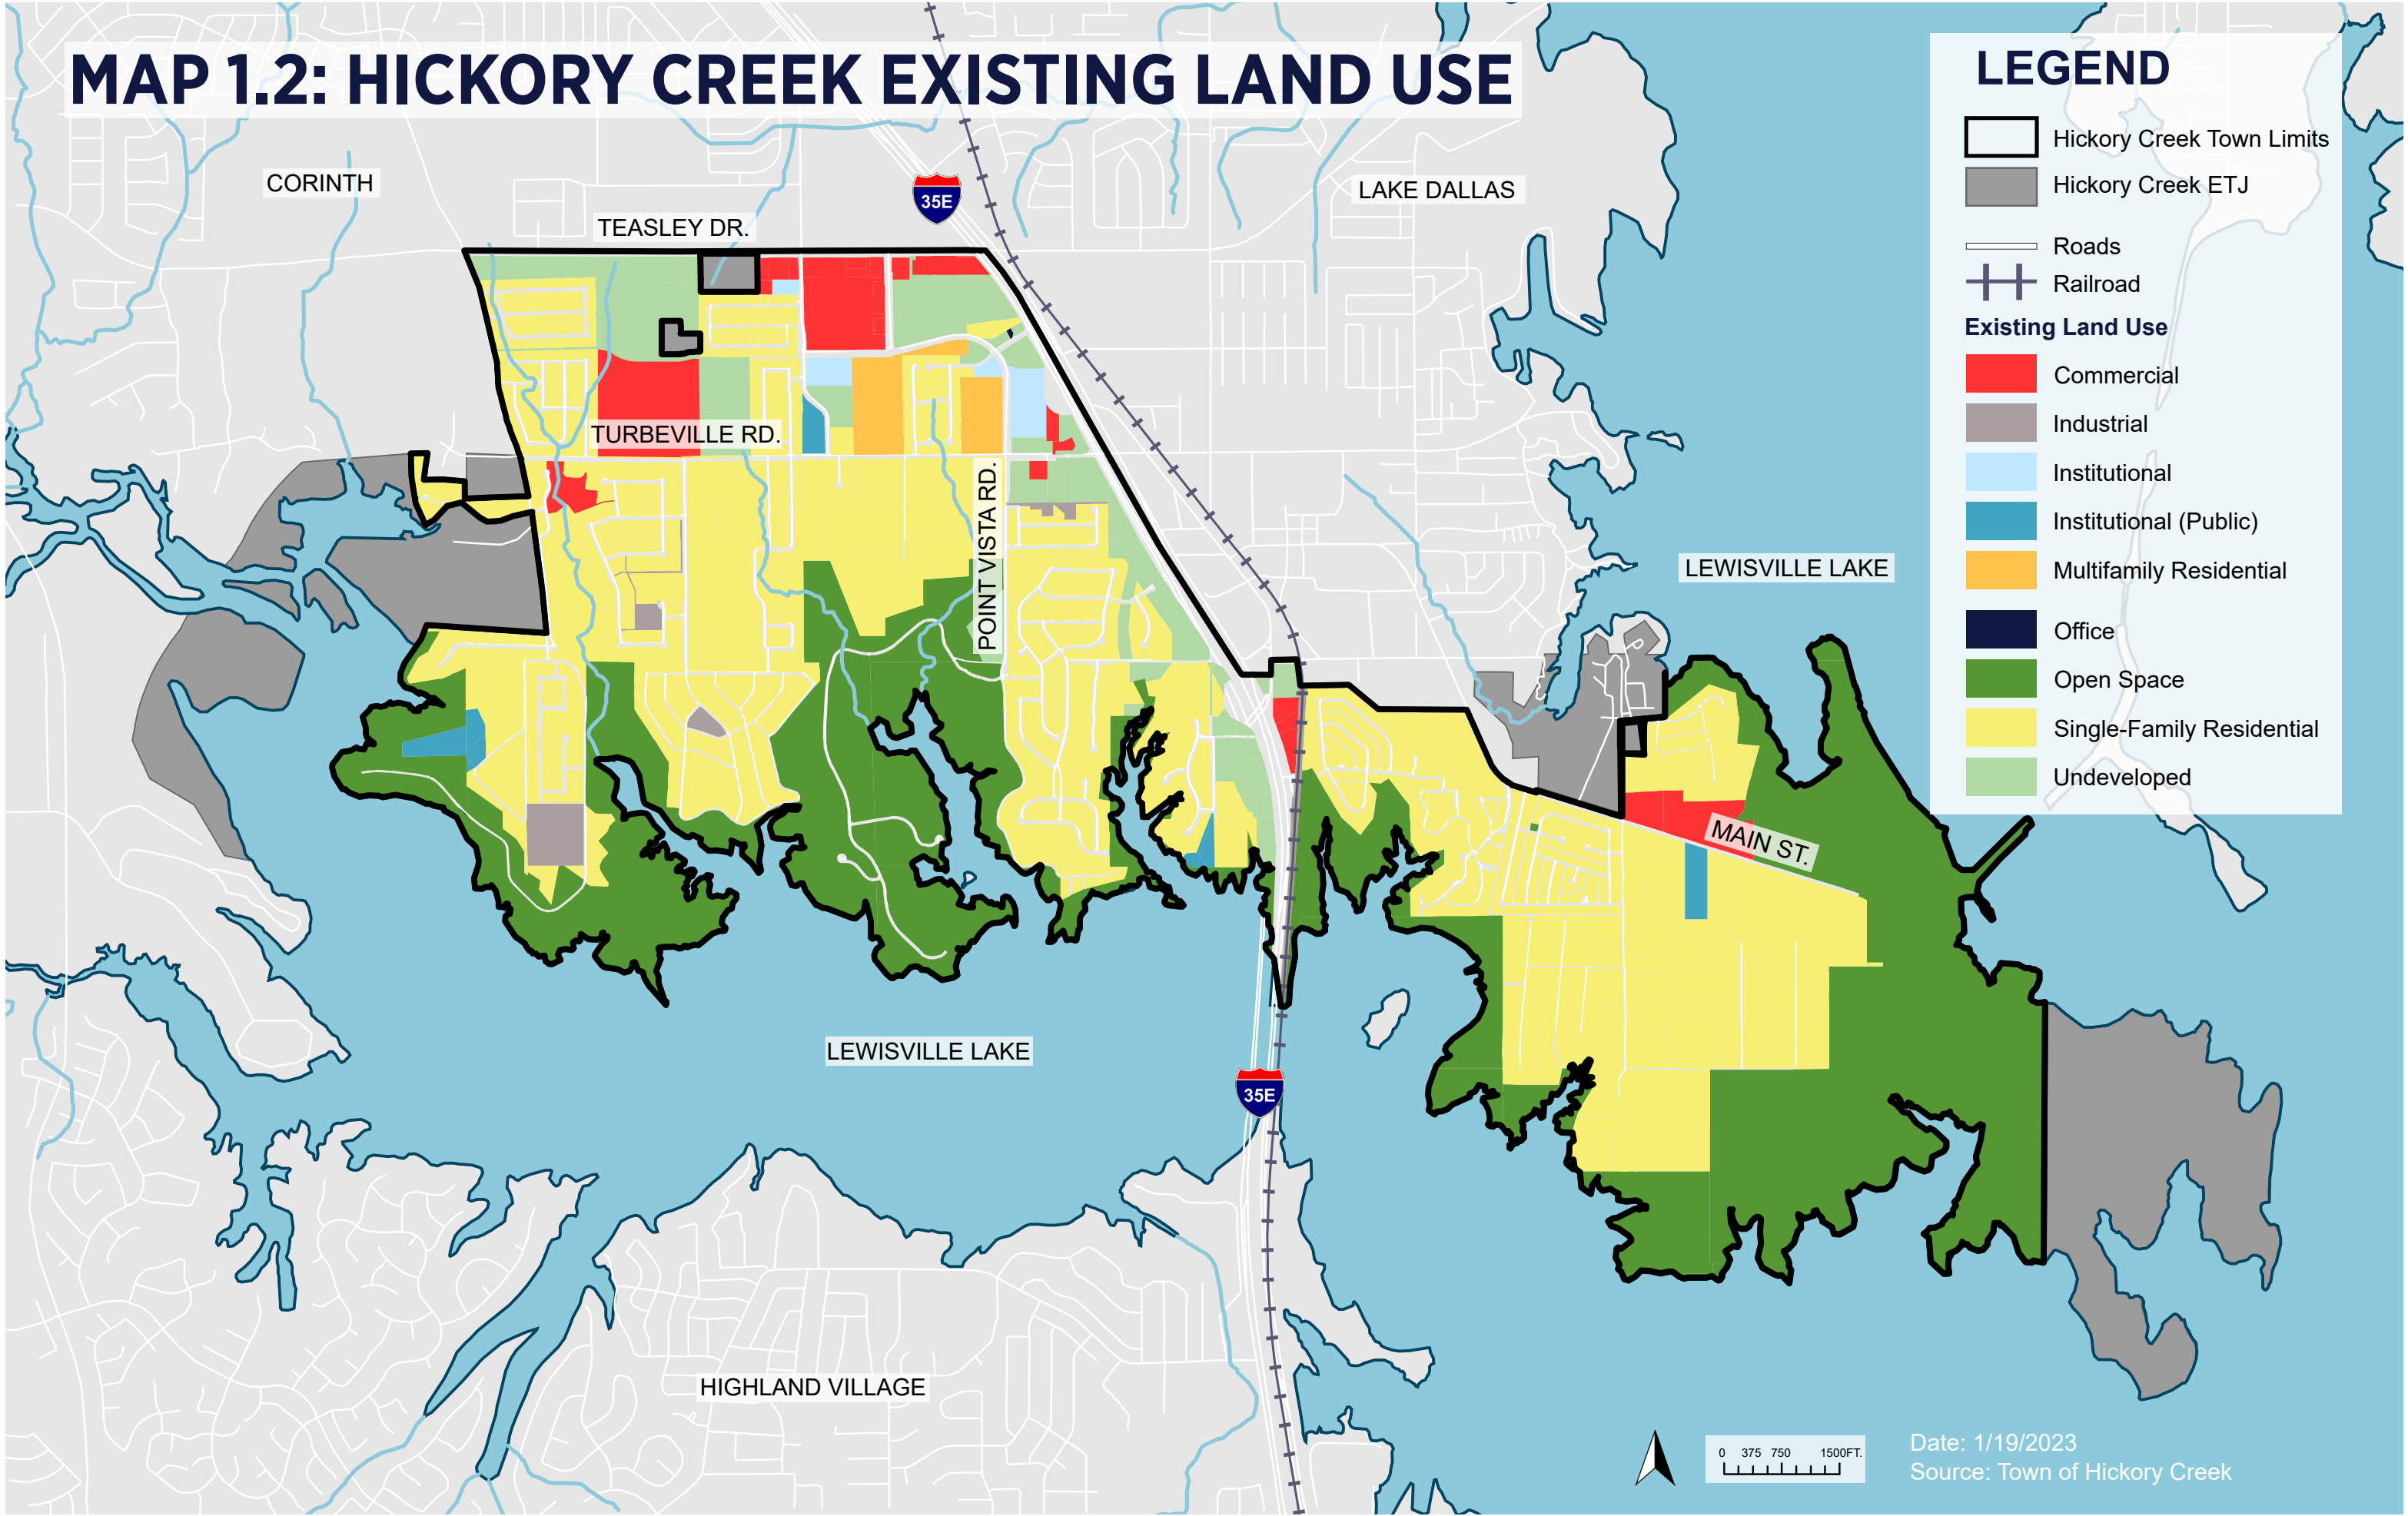 MAP 1.2: HICKORY CREEK EXISTING LAND USE
LEGEND
Hickory Creek Town Limits
Hickory Creek ETJ
Roads
Railroad
Existing Land Use
Commercial
Industrial
Institutional
Institutional (Public)
Multifamily Residential
Office
Open Space
Single-Family Residential
Undeveloped
CORINTH
TEASLEY DR.
35E
LAKE DALLAS
TURBEVILLE RD.
POINT VISTA RD.
LEWISVILLE LAKE
MAIN ST.
LEWISVILLE LAKE
35E
HIGHLAND VILLAGE
0 375 750 1500FT.
Date: 1/19/2023
Source: Town of Hickory Creek